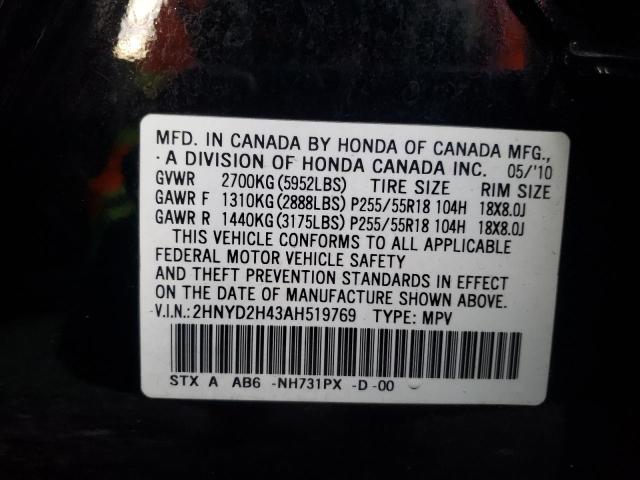 MFD. IN CANADA BY HONDA OF CANADA MFG.,
A DIVISION OF HONDA CANADA INC. 05/'10
GVWR 2700KG(5952LBS) TIRE SIZE RIM SIZE
GAWR F 1310KG(2888LBS) P255/55R18 104H 18X8.0J
GAWR R 1440KG(3175LBS) P255/55R18 104H 18X8.0J
THIS VEHICLE CONFORMS TO ALL APPLICABLE
FEDERAL MOTOR VEHICLE SAFETY
AND THEFT PREVENTION STANDARDS IN EFFECT
ON THE DATE OF MANUFACTURE SHOWN ABOVE.
V.I.N.: 2HNYD2H43AH519769 TYPE: MPV
STX A AB6 -NH731PX -D -00